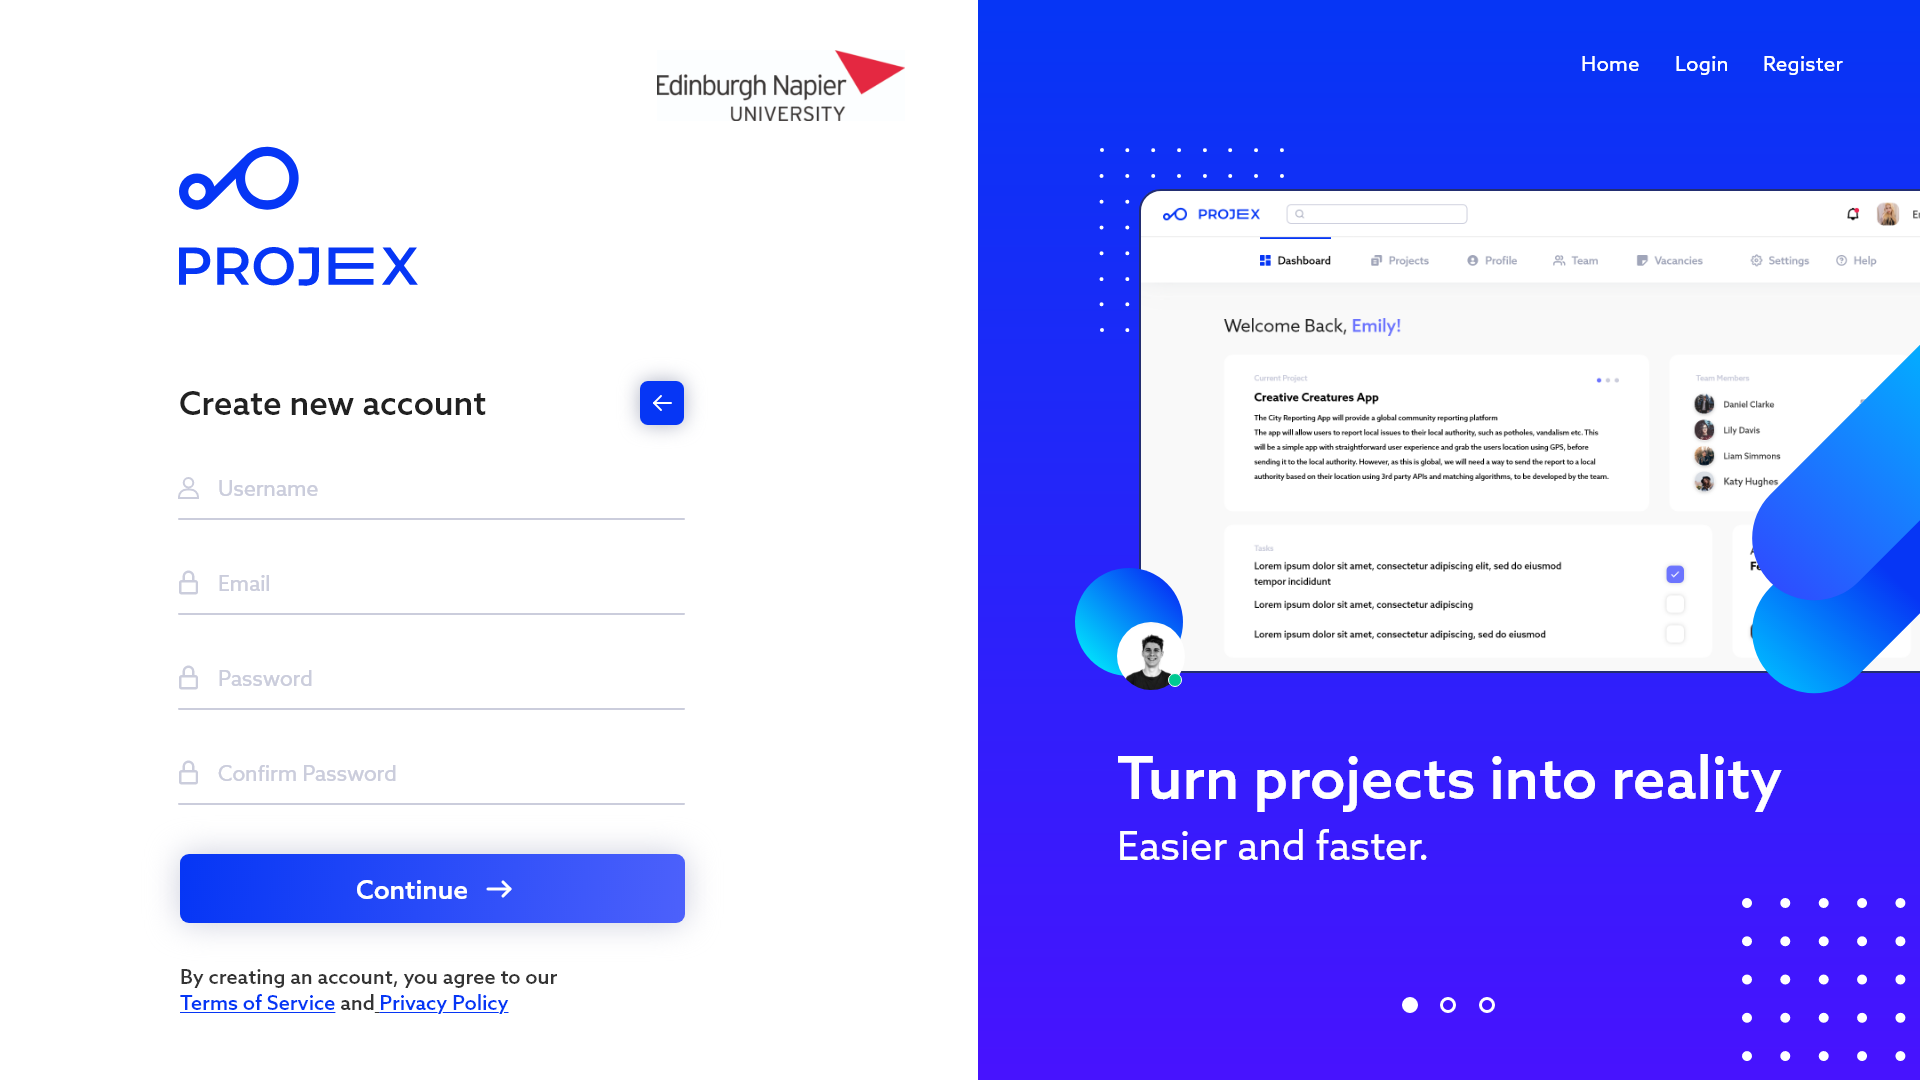 Edinburgh Napier
UNIVERSITY
PROJEX
Create new account
Username
Email
Password
Confirm Password
Continue
By creating an account, you agree to our
Terms of Service and Privacy Policy
Home Login Register
PROJEX
Dashboard Projects Profile Team Vacancies Settings Help
Welcome Back, Emily!
Current Project
Creative Creatures App
The City Reporting App will provide a global community reporting platform
The app will allow users to report local issues to their local authority, such as potholes, vandalism etc. This
will be a simple app with straightforward user experience and grab the users location using GPS, before
sending it to the local authority. However, as this is global, we will need a way to send the report to a local
authority based on their location using 3rd party APIs and matching algorithms, to be developed by the team.
Team Members
Daniel Clarke
Lily Davis
Liam Simmons
Katy Hughes
Tasks
Lorem ipsum dolor sit amet, consectetur adipiscing elit, sed do eiusmod
tempor incididunt
Lorem ipsum dolor sit amet, consectetur adipiscing
Lorem ipsum dolor sit amet, consectetur adipiscing, sed do eiusmod
Turn projects into reality
Easier and faster.